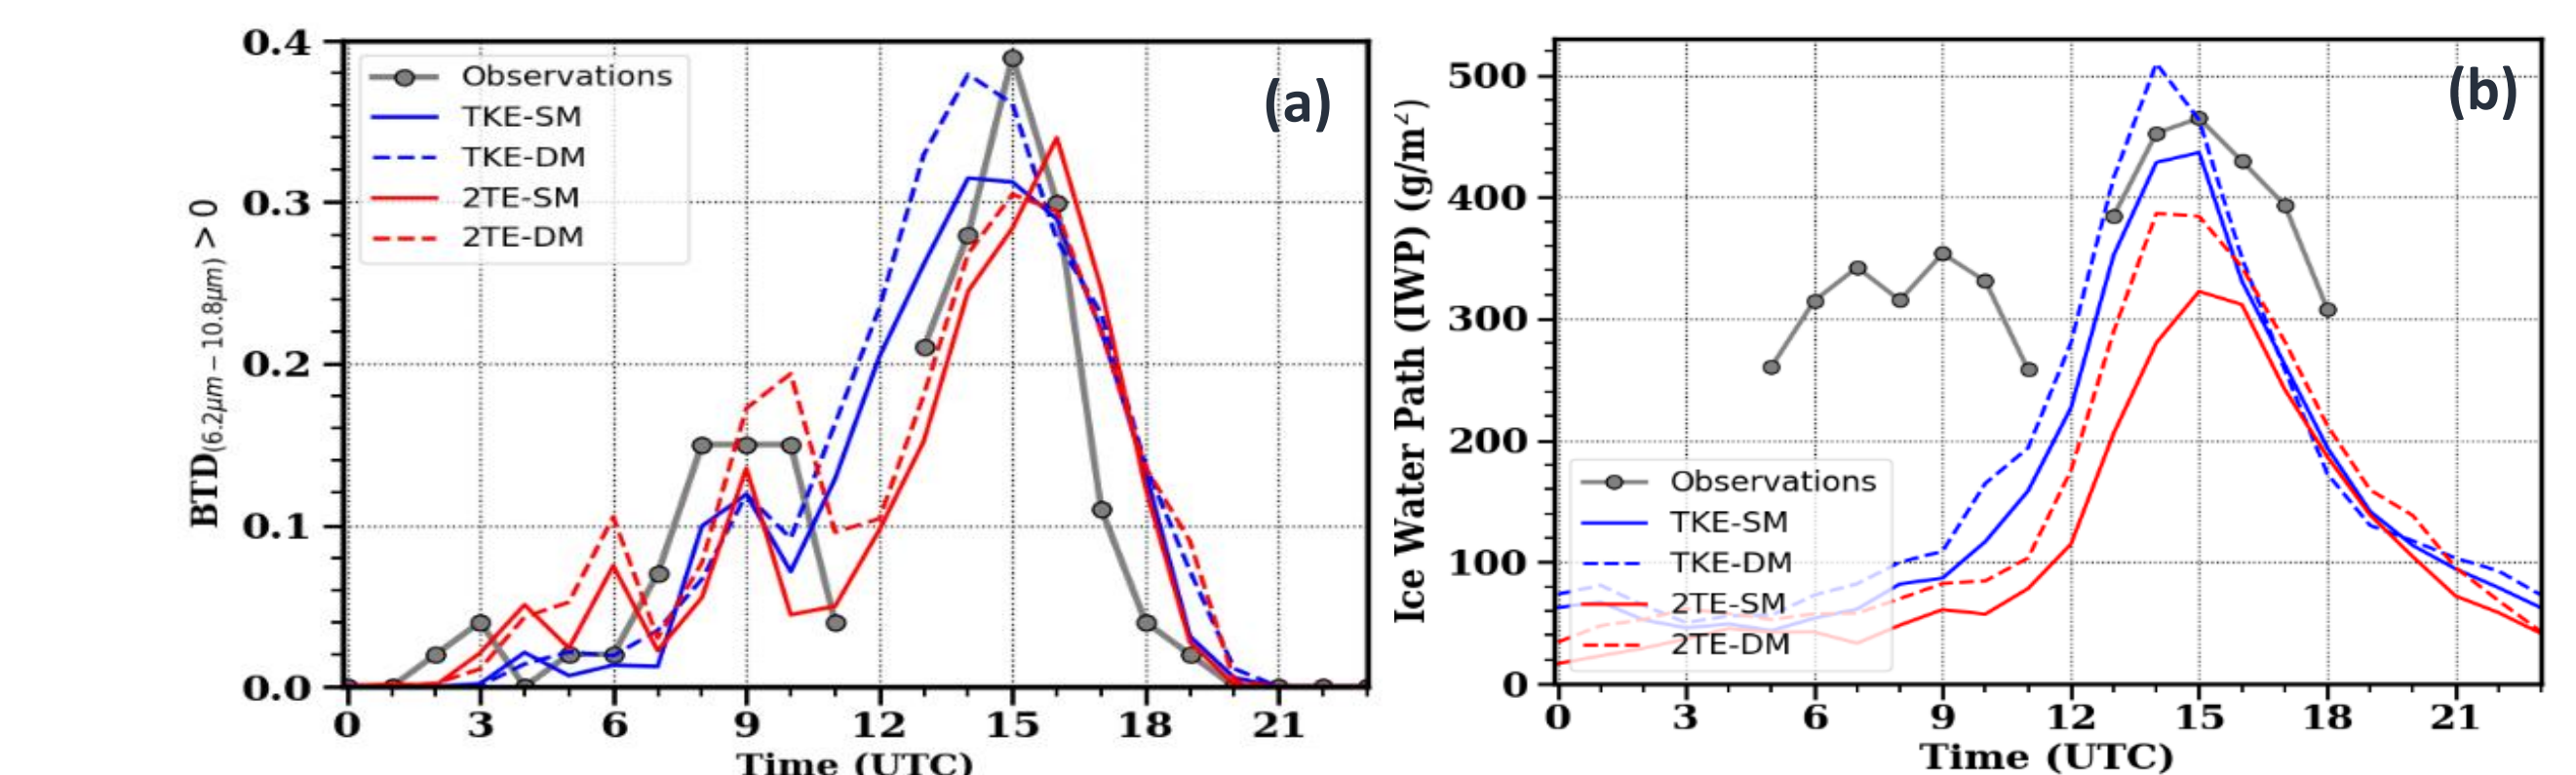 0.4
0.3
0.2
0.1
0.0
BTD(6.2μm − 10.8μm) > 0
Observations
TKE-SM
TKE-DM
2TE-SM
2TE-DM
(a)
0 3 6 9 12 15 18 21
Time (UTC)
500
400
300
200
100
0
Ice Water Path (IWP) (g/m²)
(b)
Observations
TKE-SM
TKE-DM
2TE-SM
2TE-DM
0 3 6 9 12 15 18 21
Time (UTC)